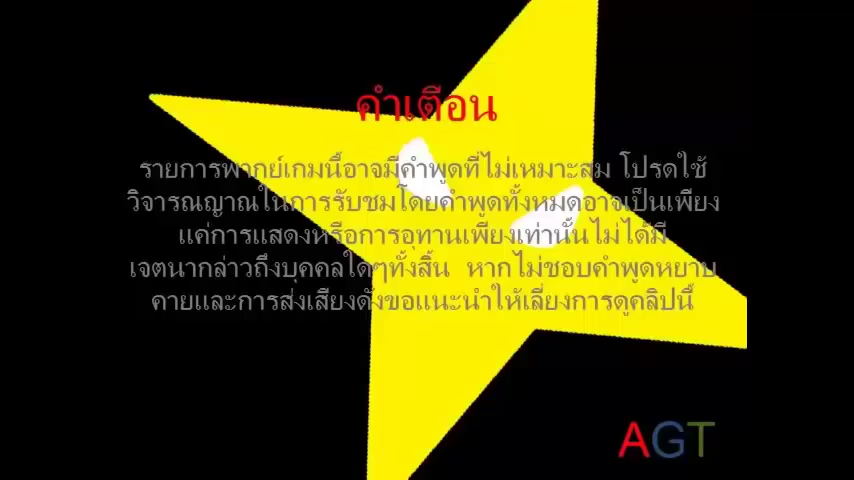 คำเตือน
รายการพากย์เกมนี้อาจมีคำพูดที่ไม่เหมาะสม โปรดใช้
วิจารณญาณในการรับชมโดยคำพูดทั้งหมดอาจเป็นเพียง
แค่การแสดงหรือการอุทานเพียงเท่านั้นไม่ได้มี
เจตนากล่าวถึงบุคคลใดๆทั้งสิ้น หากไม่ชอบคำพูดหยาบ
คายและการส่งเสียงดังขอแนะนำให้เลี่ยงการดูคลิปนี้
AGT